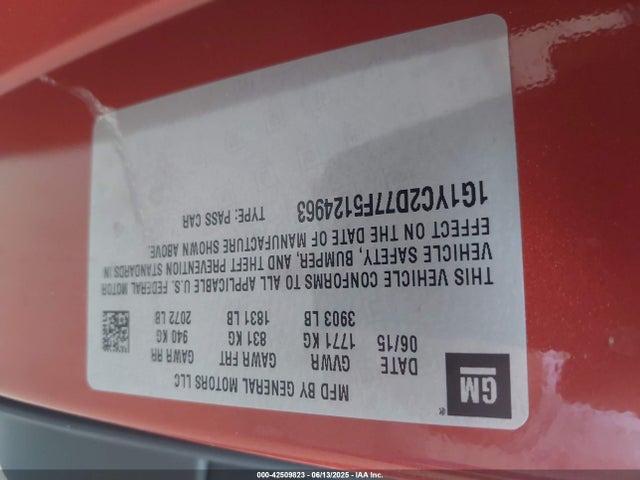 GM
MFD BY GENERAL MOTORS LLC
DATE GVWR GAWR FRT GAWR RR
06/15 1771 KG 831 KG 940 KG
3903 LB 1831 LB 2072 LB
THIS VEHICLE CONFORMS TO ALL APPLICABLE U.S. FEDERAL MOTOR
VEHICLE SAFETY, BUMPER, AND THEFT PREVENTION STANDARDS IN
EFFECT ON THE DATE OF MANUFACTURE SHOWN ABOVE.
1G1YC2D77F5124963 TYPE: PASS CAR
000-42509823 - 06/13/2025 - IAA Inc.